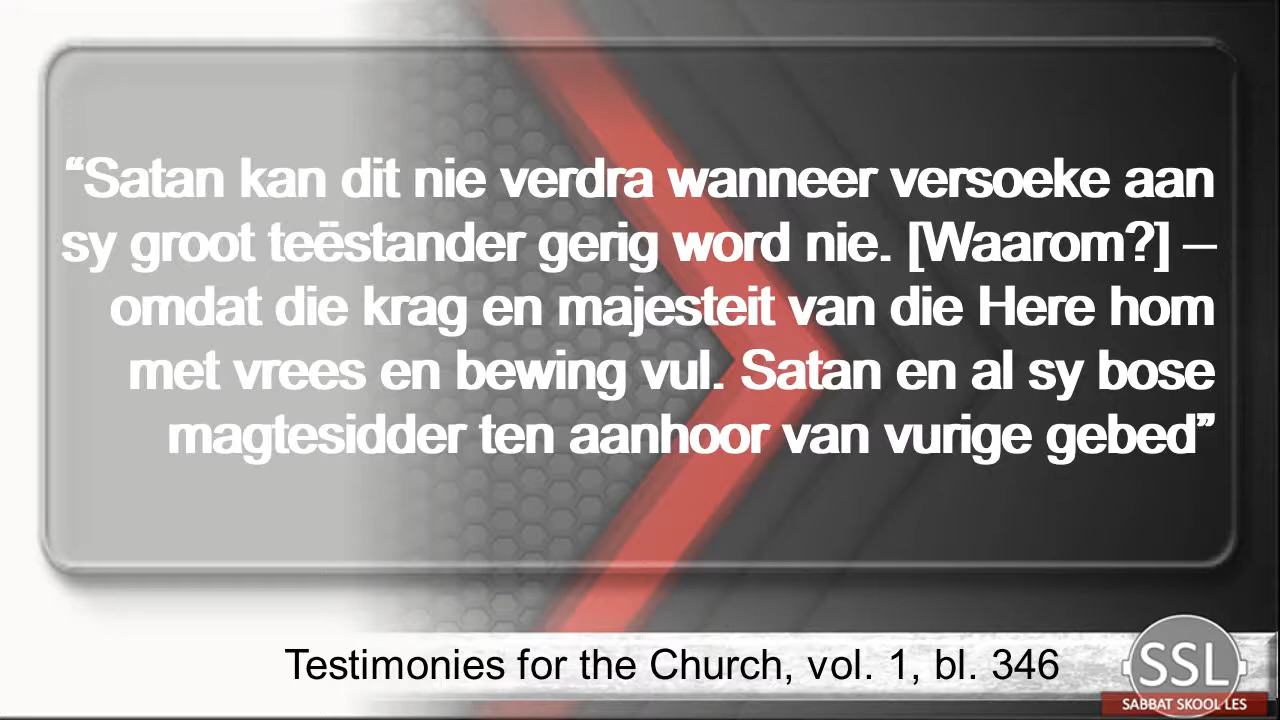 “Satan kan dit nie verdra wanneer versoeke aan
sy groot teëstander gerig word nie. [Waarom?] –
omdat die krag en majesteit van die Here hom
met vrees en bewing vul. Satan en al sy bose
magtesidder ten aanhoor van vurige gebed”
Testimonies for the Church, vol. 1, bl. 346
SSL
SABBAT SKOOL LES